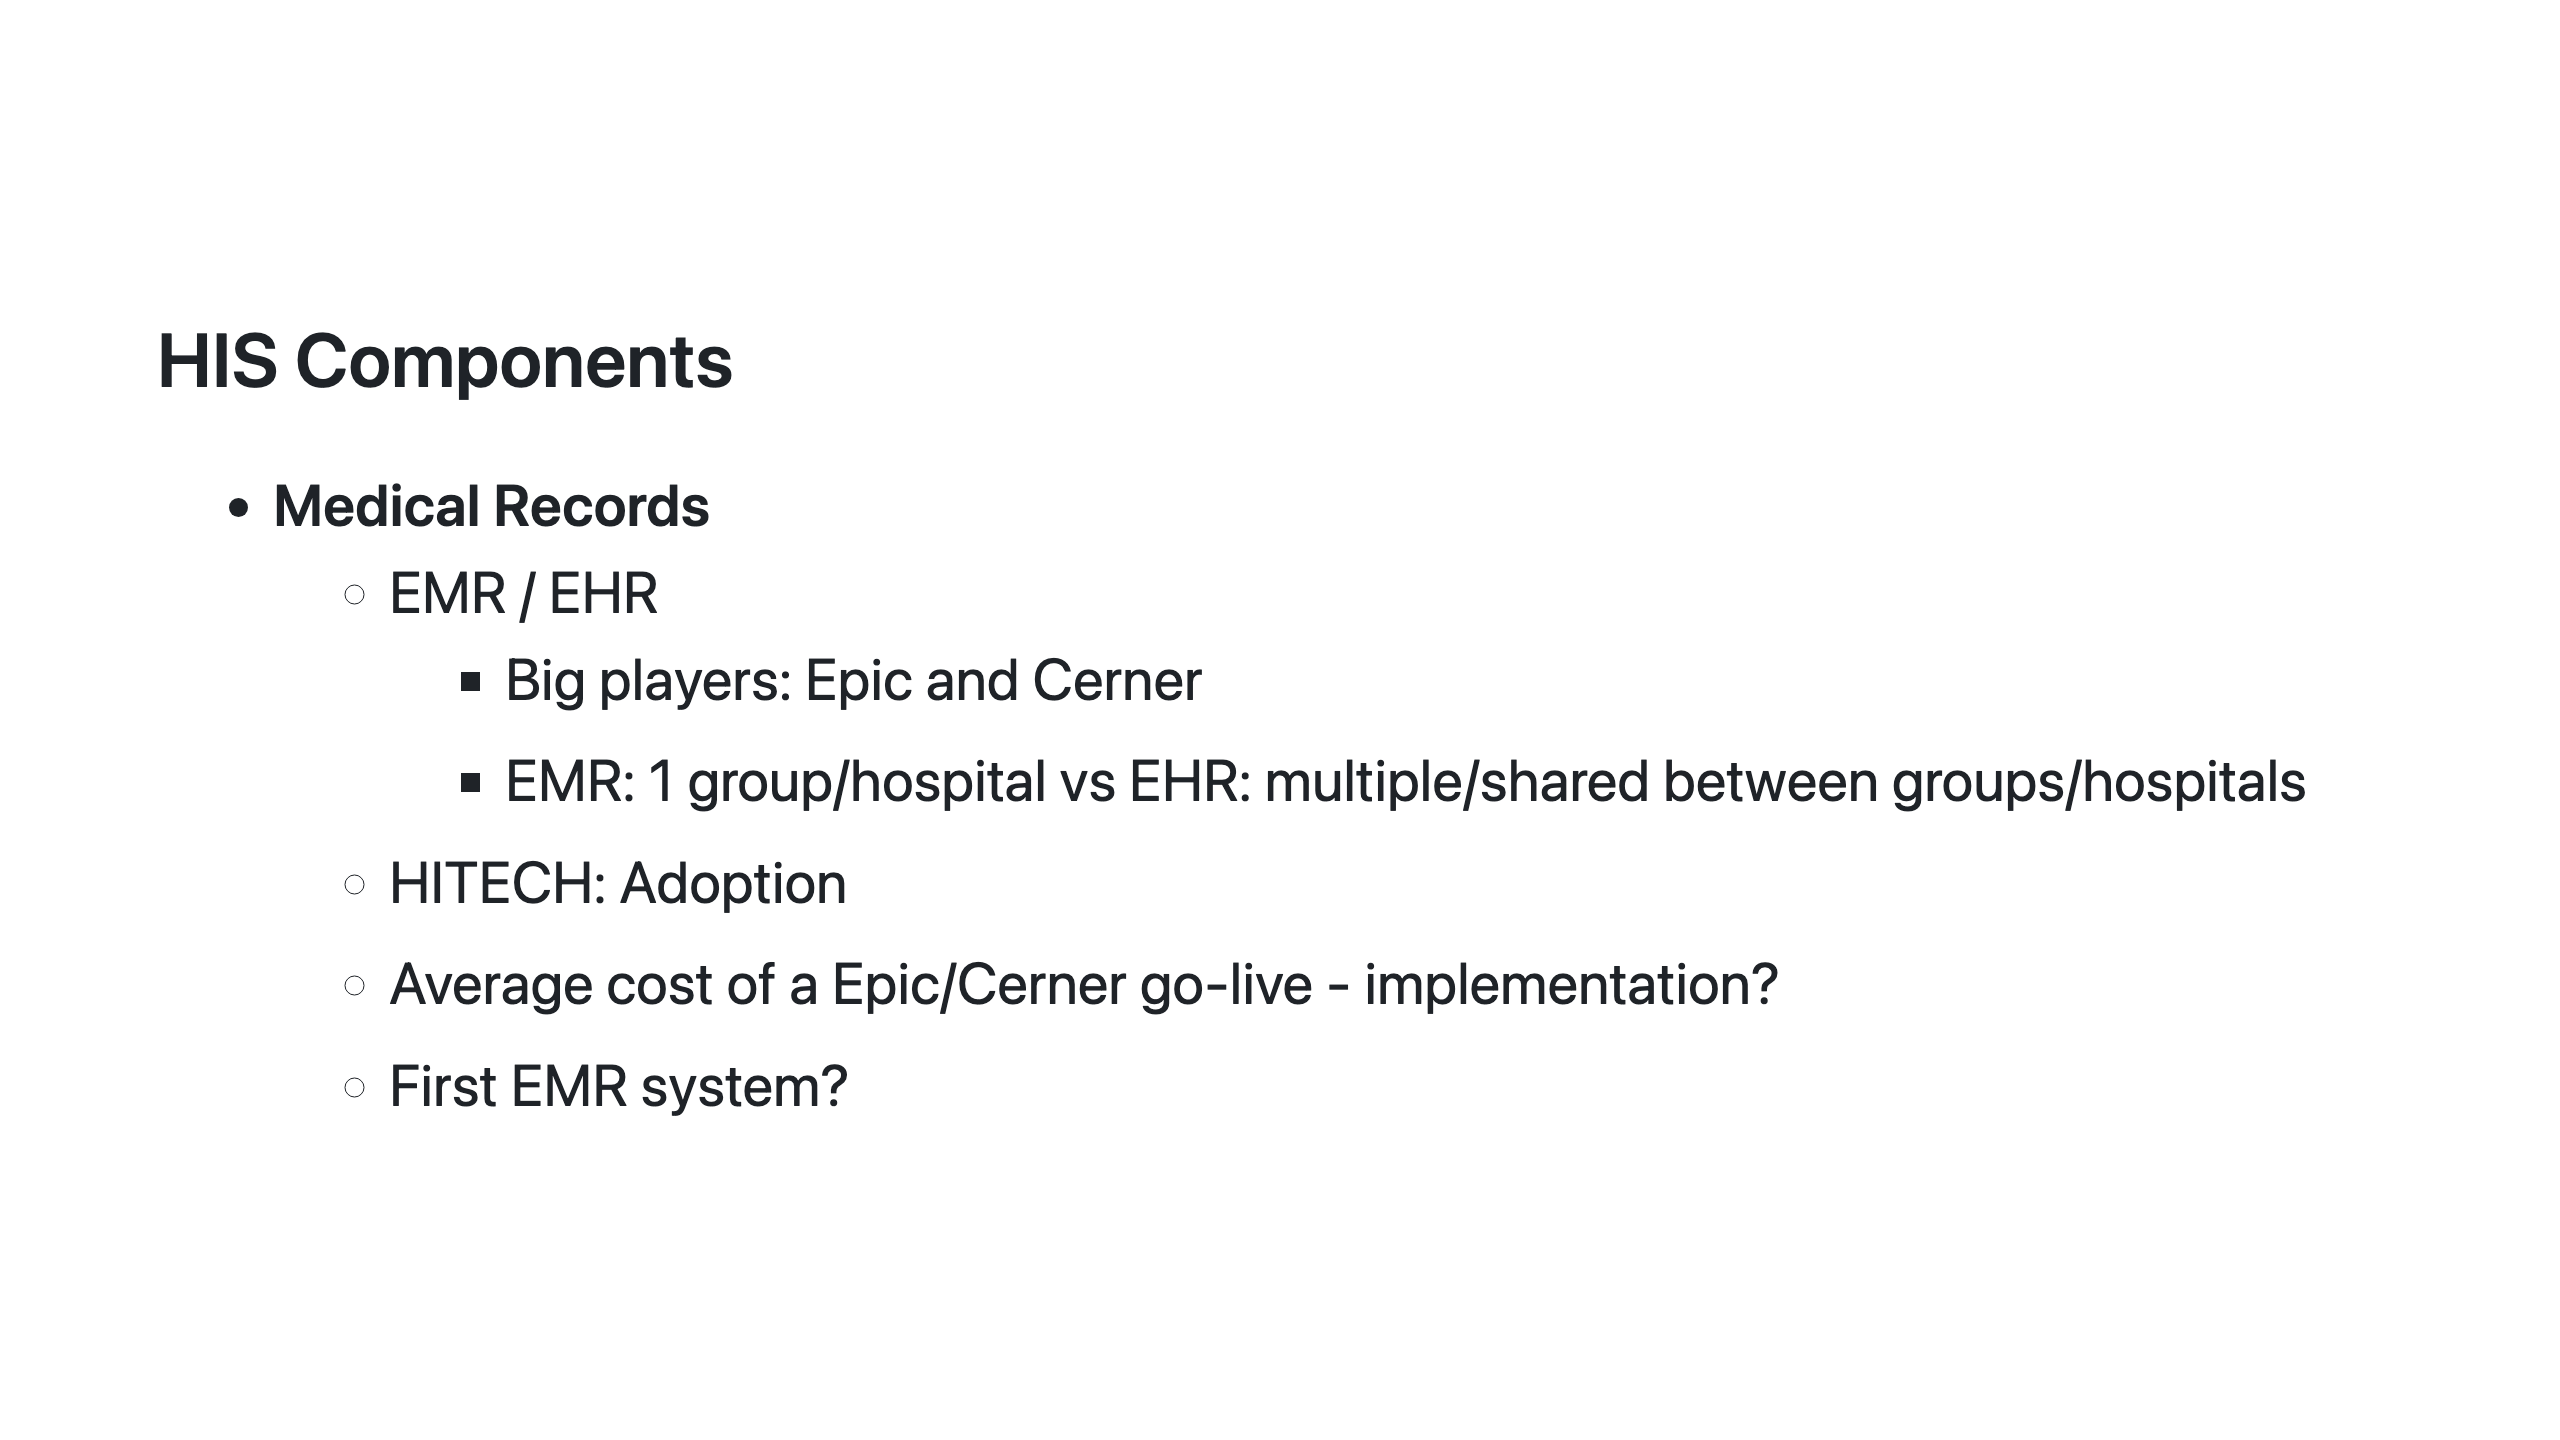 HIS Components
Medical Records
EMR / EHR
Big players: Epic and Cerner
EMR: 1 group/hospital vs EHR: multiple/shared between groups/hospitals
HITECH: Adoption
Average cost of a Epic/Cerner go-live - implementation?
First EMR system?